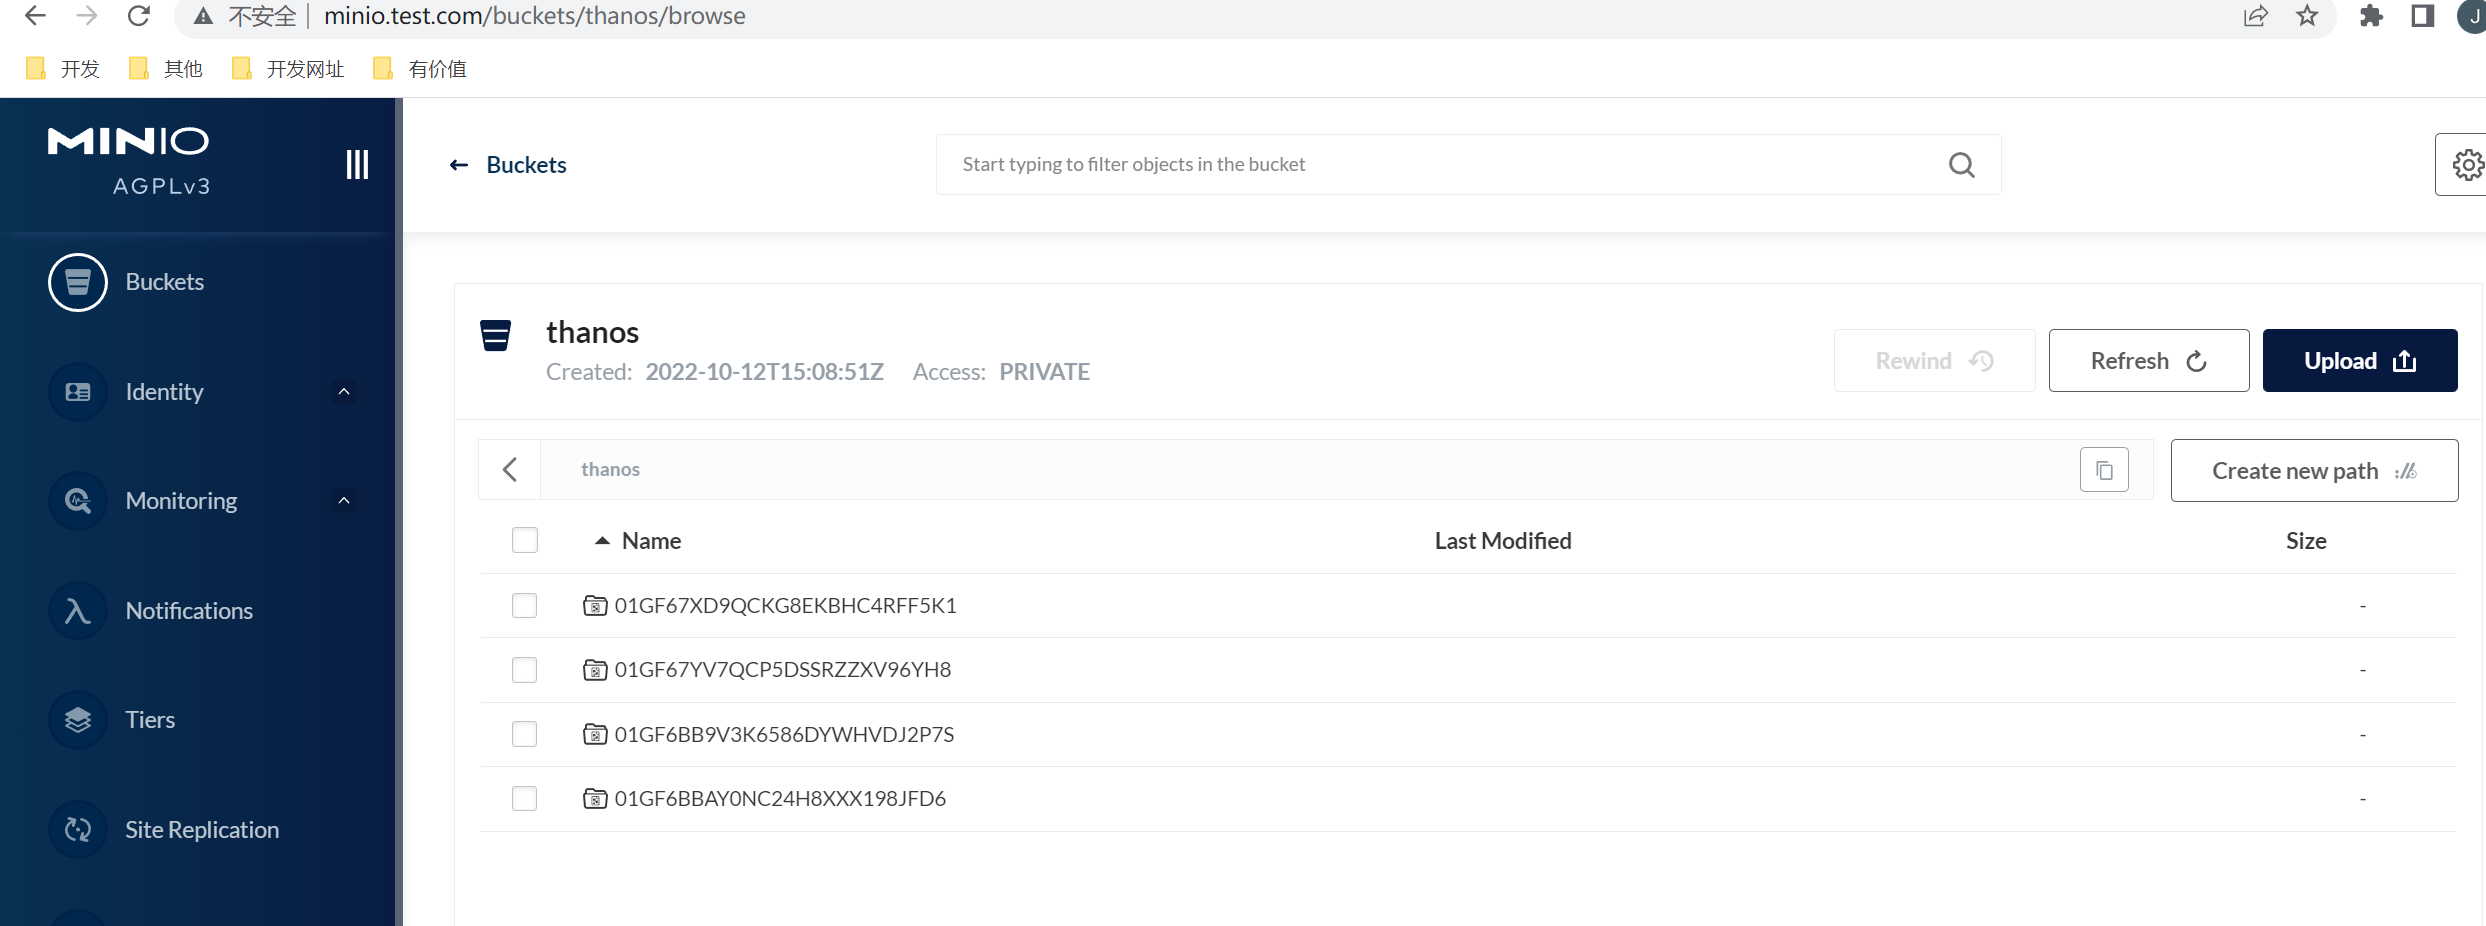 不安全 minio.test.com/buckets/thanos/browse J
开发 其他 开发网址 有价值
MINIO
AGPLv3
Buckets
Start typing to filter objects in the bucket
Buckets
Identity
Monitoring
Notifications
Tiers
Site Replication
thanos
Created: 2022-10-12T15:08:51Z Access: PRIVATE
Rewind Refresh Upload
thanos
Create new path
Name Last Modified Size
01GF67XD9QCKG8EKBHC4RFF5K1 -
01GF67YV7QCP5DSSRZZXV96YH8 -
01GF6BB9V3K6586DYWHVDJ2P7S -
01GF6BBAY0NC24H8XXX198JFD6 -